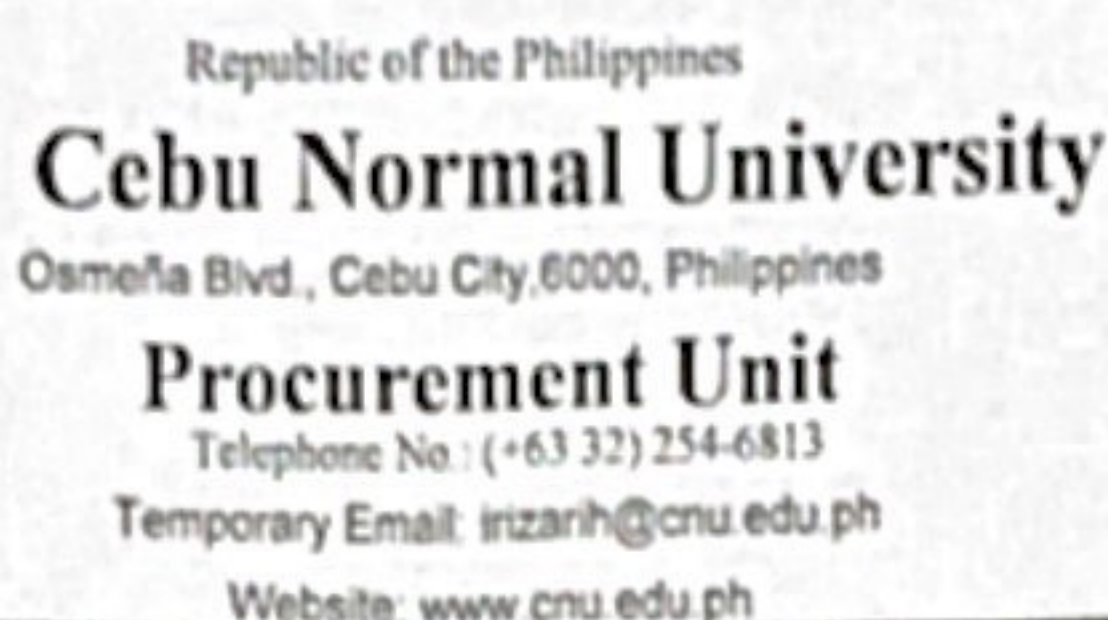 Republic of the Philippines
Cebu Normal University
Osmeña Blvd., Cebu City,6000, Philippines
Procurement Unit
Telephone No.: (+63 32) 254-6813
Temporary Email: irizarih@cnu.edu.ph
Website: www.cnu.edu.ph